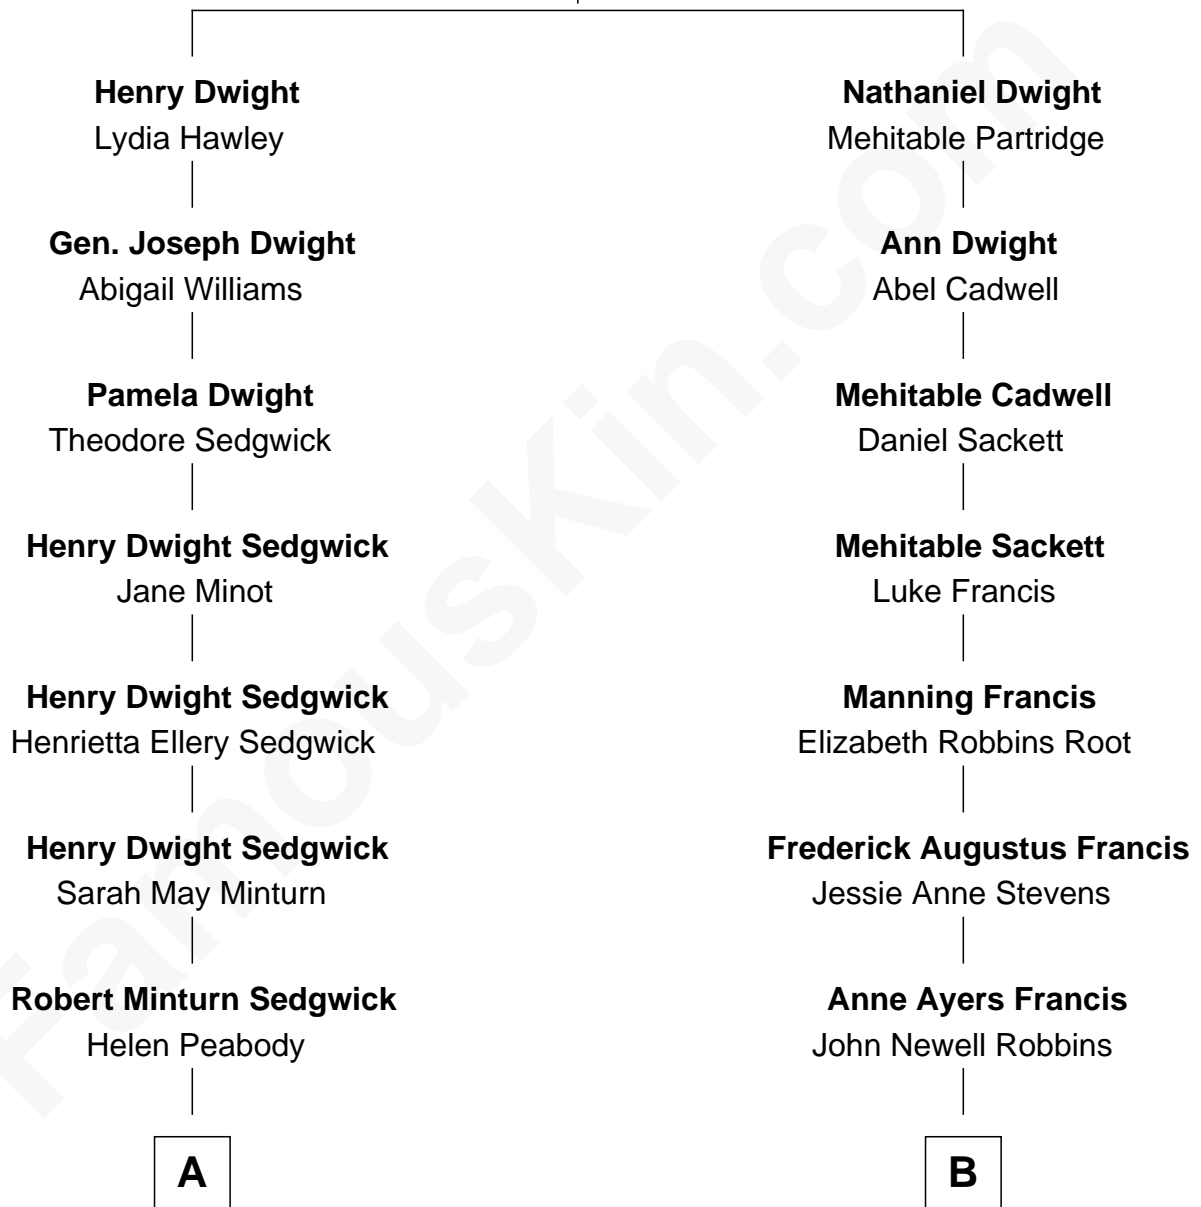 Henry Dwight
Lydia Hawley
Gen. Joseph Dwight
Abigail Williams
Pamela Dwight
Theodore Sedgwick
Henry Dwight Sedgwick
Jane Minot
Henry Dwight Sedgwick
Henrietta Ellery Sedgwick
Henry Dwight Sedgwick
Sarah May Minturn
Robert Minturn Sedgwick
Helen Peabody
A
Nathaniel Dwight
Mehitable Partridge
Ann Dwight
Abel Cadwell
Mehitable Cadwell
Daniel Sackett
Mehitable Sackett
Luke Francis
Manning Francis
Elizabeth Robbins Root
Frederick Augustus Francis
Jessie Anne Stevens
Anne Ayers Francis
John Newell Robbins
B
FamousKin.com